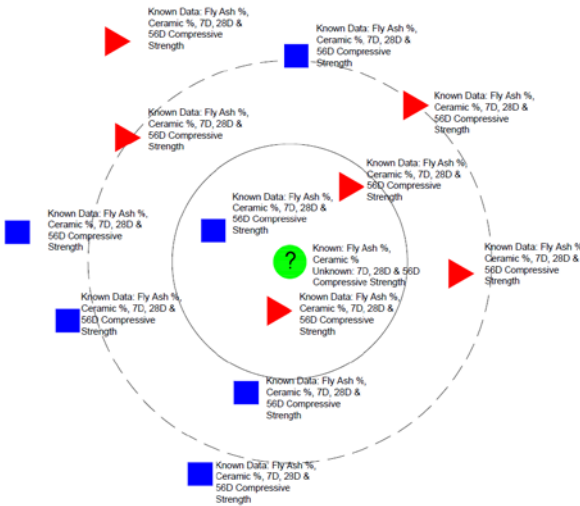 Known Data: Fly Ash %,
Ceramic %, 7D, 28D &
56D Compressive
Strength
Known Data: Fly Ash %,
Ceramic %, 7D, 28D &
56D Compressive
Strength
Known Data: Fly Ash %,
Ceramic %, 7D, 28D &
56D Compressive
Strength
Known Data: Fly Ash %,
Ceramic %, 7D, 28D &
56D Compressive
Strength
Known Data: Fly Ash %,
Ceramic %, 7D, 28D &
56D Compressive
Strength
Known Data: Fly Ash %,
Ceramic %, 7D, 28D &
56D Compressive
Strength
Known Data: Fly Ash %,
Ceramic %, 7D, 28D &
56D Compressive
Strength
?
Known: Fly Ash %,
Ceramic %
Unknown: 7D, 28D & 56D
Compressive Strength
Known Data: Fly Ash %,
Ceramic %, 7D, 28D &
56D Compressive
Strength
Known Data: Fly Ash %,
Ceramic %, 7D, 28D &
56D Compressive
Strength
Known Data: Fly Ash %,
Ceramic %, 7D, 28D &
56D Compressive
Strength
Known Data: Fly Ash %,
Ceramic %, 7D, 28D &
56D Compressive
Strength
Known Data: Fly Ash %,
Ceramic %, 7D, 28D &
56D Compressive
Strength